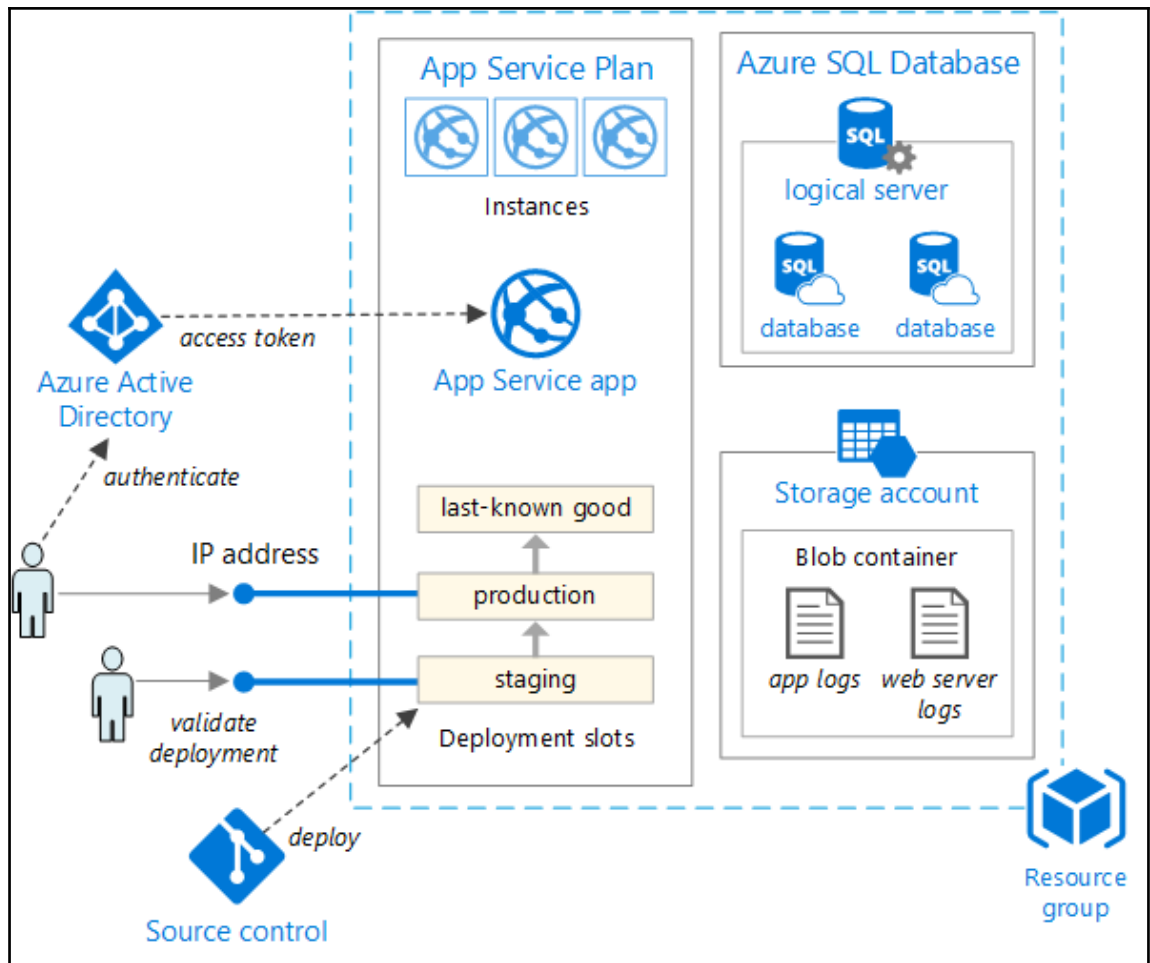 App Service Plan
Instances
App Service app
last-known good
production
staging
Deployment slots
Azure SQL Database
SQL
logical server
SQL
SQL
database
database
Storage account
Blob container
app logs
web server
logs
access token
Azure Active
Directory
authenticate
IP address
validate
deployment
deploy
Source control
Resource
group